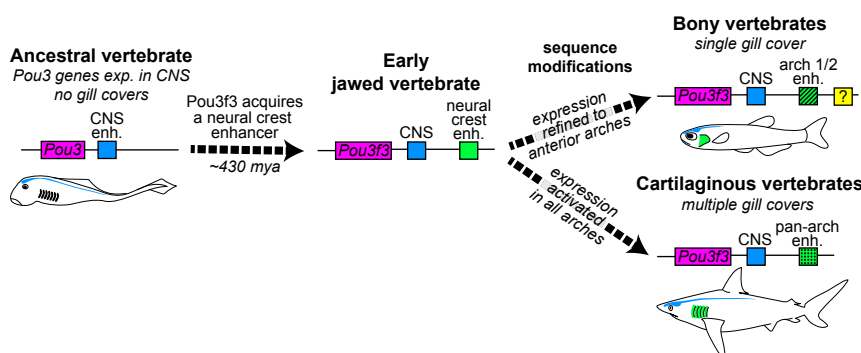 Ancestral vertebrate
Pou3 genes exp. in CNS
no gill covers
CNS
enh.
Pou3
Pou3f3 acquires
a neural crest
enhancer
~430 mya
Early
jawed vertebrate
neural
crest
enh.
CNS
Pou3f3
sequence
modifications
expression
refined to
anterior arches
expression
activated
in all arches
Bony vertebrates
single gill cover
arch 1/2
CNS
enh.
Pou3f3
?
Cartilaginous vertebrates
multiple gill covers
pan-arch
CNS
enh.
Pou3f3